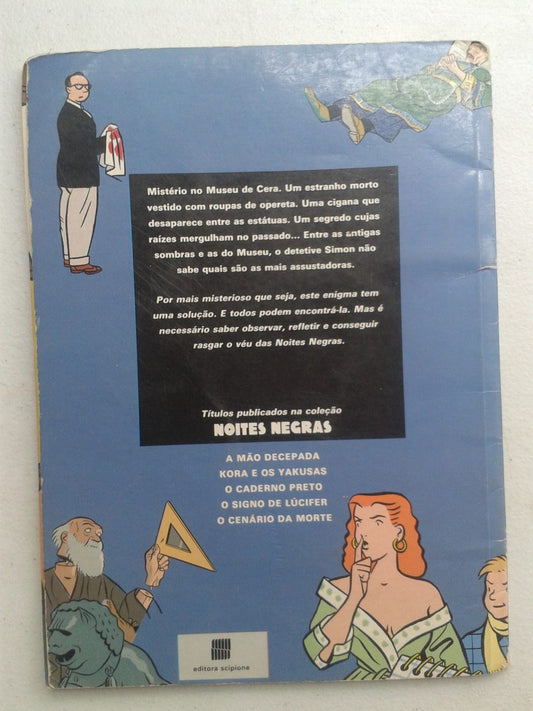 Mistério no Museu de Cera. Um estranho morto
vestido com roupas de opereta. Uma cigana que
desaparece entre as estátuas. Um segredo cujas
raízes mergulham no passado... Entre as antigas
sombras e as do Museu, o detetive Simon não
sabe quais são as mais assustadoras.
Por mais misterioso que seja, este enigma tem
uma solução. E todos podem encontrá-la. Mas é
necessário saber observar, refletir e conseguir
rasgar o véu das Noites Negras.
Títulos publicados na coleção
NOITES NEGRAS
A MÃO DECEPADA
KORA E OS YAKUSAS
O CADERNO PRETO
O SIGNO DE LÚCIFER
O CENÁRIO DA MORTE
editora scipione